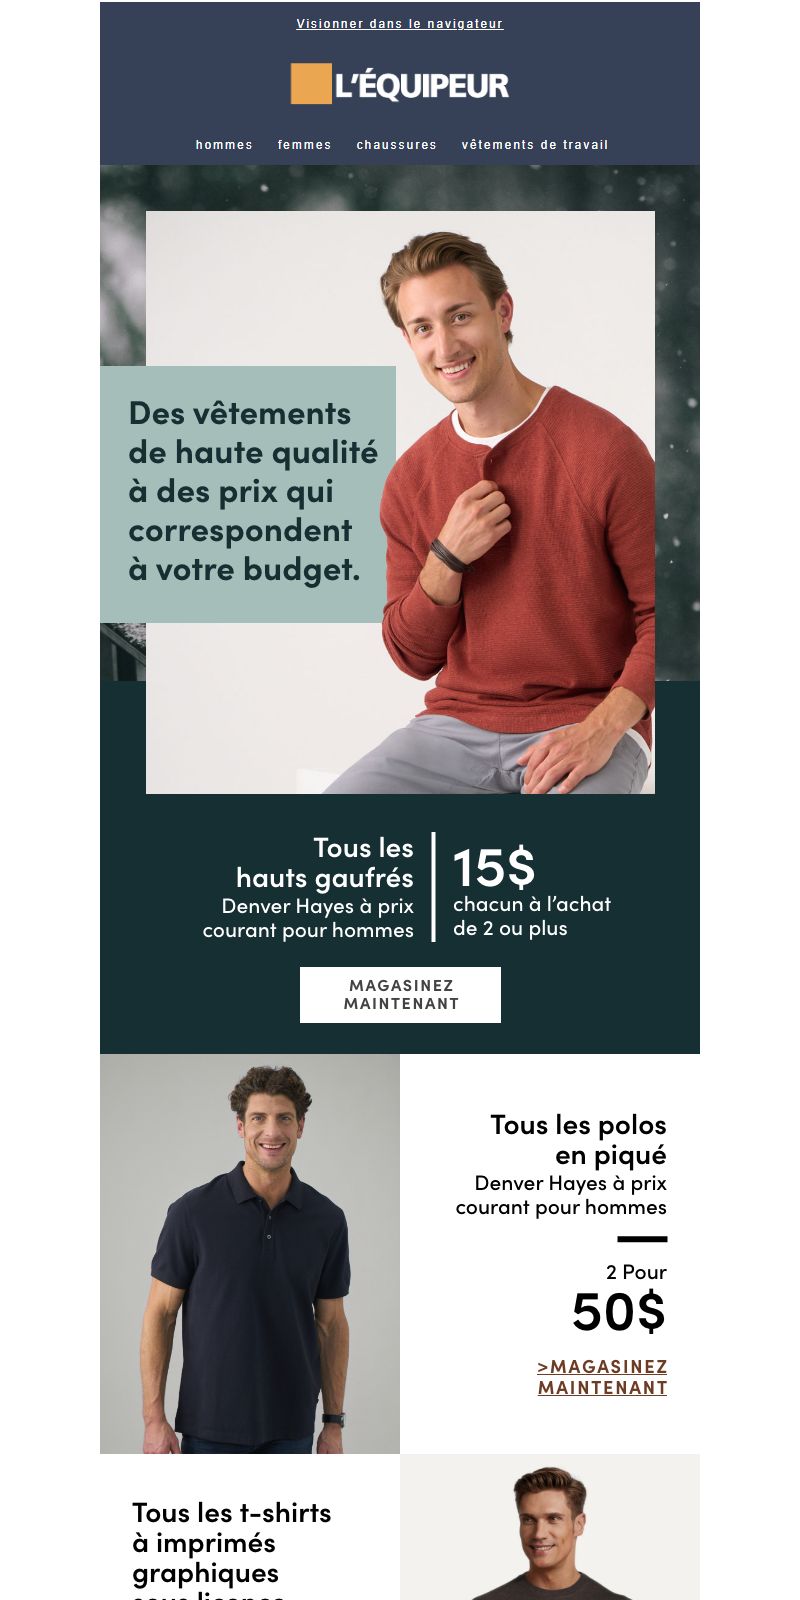 Visionner dans le navigateur
L'ÉQUIPEUR
hommes femmes chaussures vêtements de travail
Des vêtements
de haute qualité
à des prix qui
correspondent
à votre budget.
Tous les
hauts gaufrés
Denver Hayes à prix
courant pour hommes
15$
chacun à l'achat
de 2 ou plus
MAGASINEZ
MAINTENANT
Tous les polos
en piqué
Denver Hayes à prix
courant pour hommes
2 Pour
50$
>MAGASINEZ
MAINTENANT
Tous les t-shirts
à imprimés
graphiques